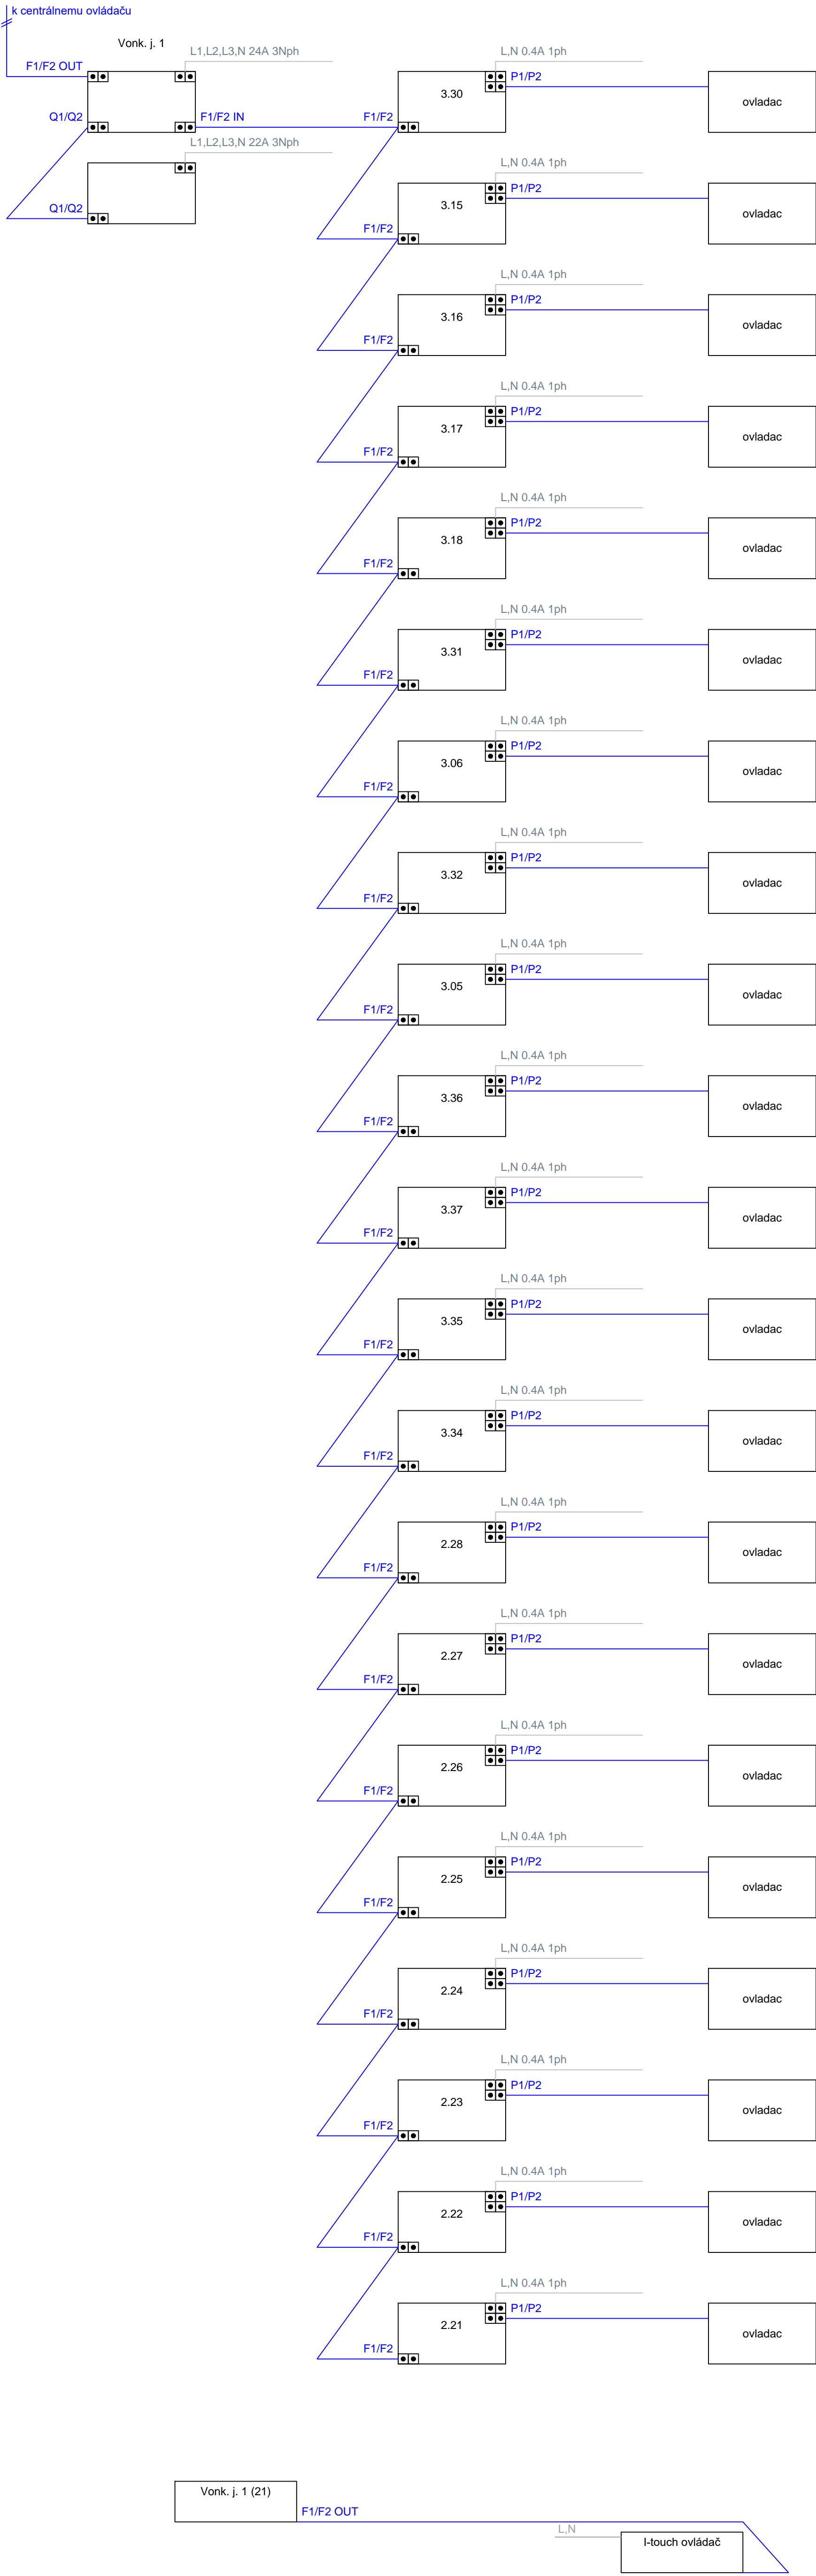 k centrálnemu ovládaču
Vonk. j. 1
L1,L2,L3,N 24A 3Nph
F1/F2 OUT
Q1/Q2
F1/F2 IN
L1,L2,L3,N 22A 3Nph
Q1/Q2
L,N 0.4A 1ph
P1/P2
3.30
ovladac
F1/F2
L,N 0.4A 1ph
P1/P2
3.15
ovladac
F1/F2
L,N 0.4A 1ph
P1/P2
3.16
ovladac
F1/F2
L,N 0.4A 1ph
P1/P2
3.17
ovladac
F1/F2
L,N 0.4A 1ph
P1/P2
3.18
ovladac
F1/F2
L,N 0.4A 1ph
P1/P2
3.31
ovladac
F1/F2
L,N 0.4A 1ph
P1/P2
3.06
ovladac
F1/F2
L,N 0.4A 1ph
P1/P2
3.32
ovladac
F1/F2
L,N 0.4A 1ph
P1/P2
3.05
ovladac
F1/F2
L,N 0.4A 1ph
P1/P2
3.36
ovladac
F1/F2
L,N 0.4A 1ph
P1/P2
3.37
ovladac
F1/F2
L,N 0.4A 1ph
P1/P2
3.35
ovladac
F1/F2
L,N 0.4A 1ph
P1/P2
3.34
ovladac
F1/F2
L,N 0.4A 1ph
P1/P2
2.28
ovladac
F1/F2
L,N 0.4A 1ph
P1/P2
2.27
ovladac
F1/F2
L,N 0.4A 1ph
P1/P2
2.26
ovladac
F1/F2
L,N 0.4A 1ph
P1/P2
2.25
ovladac
F1/F2
L,N 0.4A 1ph
P1/P2
2.24
ovladac
F1/F2
L,N 0.4A 1ph
P1/P2
2.23
ovladac
F1/F2
L,N 0.4A 1ph
P1/P2
2.22
ovladac
F1/F2
L,N 0.4A 1ph
P1/P2
2.21
ovladac
F1/F2
Vonk. j. 1 (21)
F1/F2 OUT
L,N
I-touch ovládač